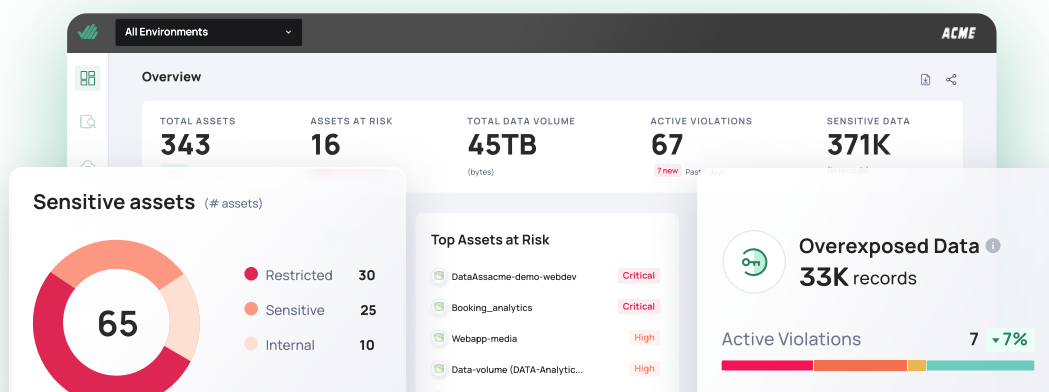 All Environments
ACME
Overview
TOTAL ASSETS
343
ASSETS AT RISK
16
TOTAL DATA VOLUME
45TB
(bytes)
ACTIVE VIOLATIONS
67
7 new Past 7 days
SENSITIVE DATA
371K
Sensitive assets (# assets)
65
Restricted 30
Sensitive 25
Internal 10
Top Assets at Risk
DataAssacme-demo-webdev Critical
Booking_analytics Critical
Webapp-media High
Data-volume (DATA-Analytic... High
Overexposed Data i
33K records
Active Violations 7 7%